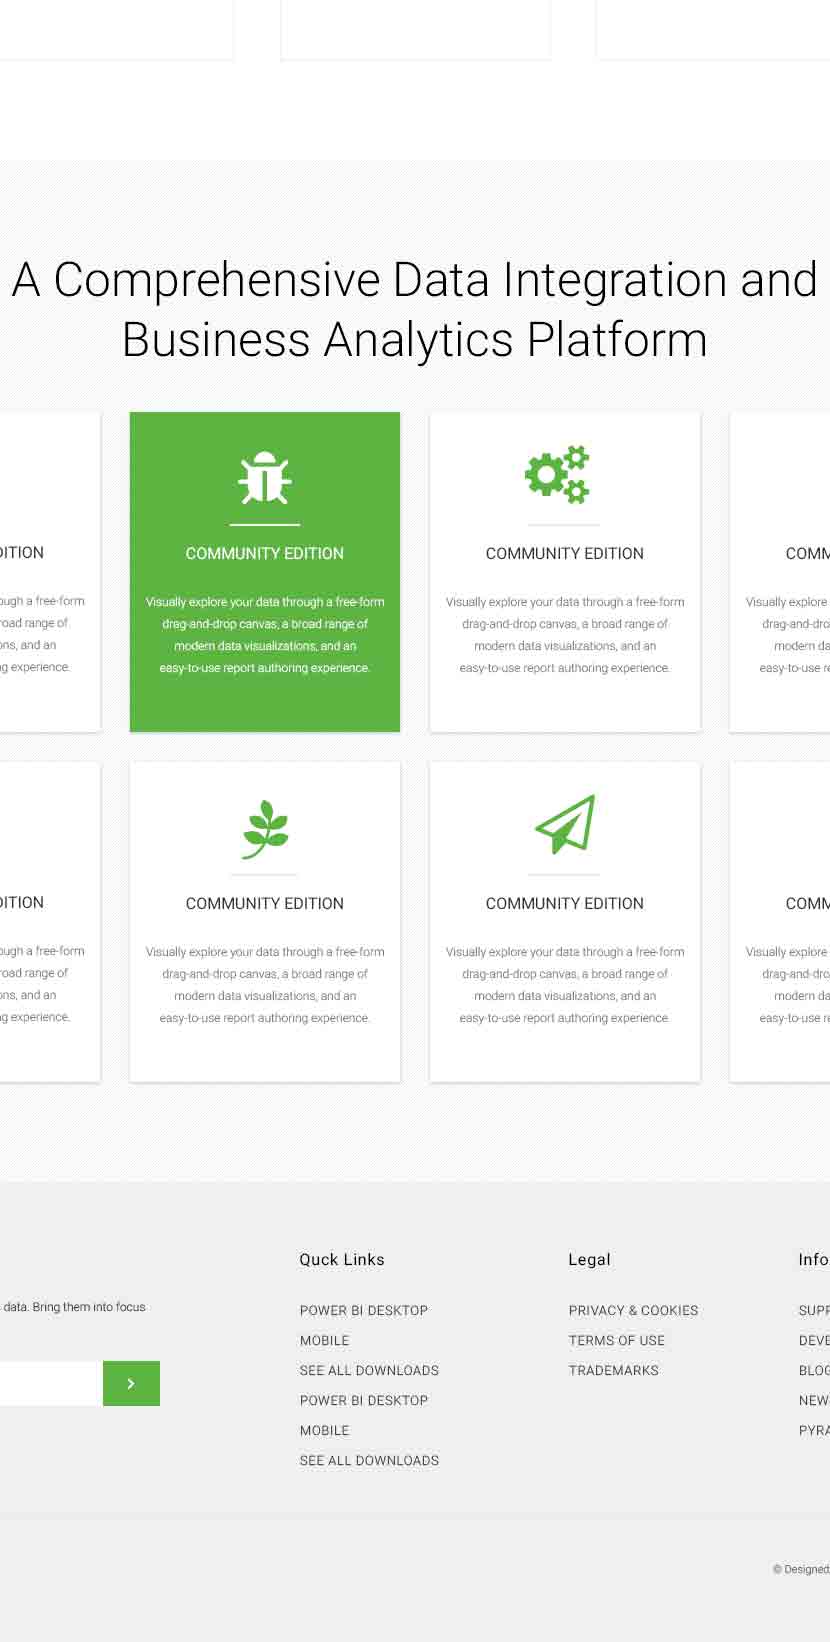 A Comprehensive Data Integration and
Business Analytics Platform
DITION
ough a free-form
road range of
ons, and an
ng experience.
COMMUNITY EDITION
Visually explore your data through a free-form
drag-and-drop canvas, a broad range of
modern data visualizations, and an
easy-to-use report authoring experience.
COMMUNITY EDITION
Visually explore your data through a free-form
drag-and-drop canvas, a broad range of
modern data visualizations, and an
easy-to-use report authoring experience.
COMM
Visually explore
drag-and-dro
modern da
easy-to-use
DITION
ough a free-form
road range of
ons, and an
ng experience.
COMMUNITY EDITION
Visually explore your data through a free-form
drag-and-drop canvas, a broad range of
modern data visualizations, and an
easy-to-use report authoring experience.
COMMUNITY EDITION
Visually explore your data through a free-form
drag-and-drop canvas, a broad range of
modern data visualizations, and an
easy-to-use report authoring experience.
COMM
Visually explore
drag-and-dro
modern da
easy-to-use
data. Bring them into focus
Quck Links
POWER BI DESKTOP
MOBILE
SEE ALL DOWNLOADS
POWER BI DESKTOP
MOBILE
SEE ALL DOWNLOADS
Legal
PRIVACY & COOKIES
TERMS OF USE
TRADEMARKS
Info
SUPP
DEVE
BLOG
NEW
PYRA
© Designed